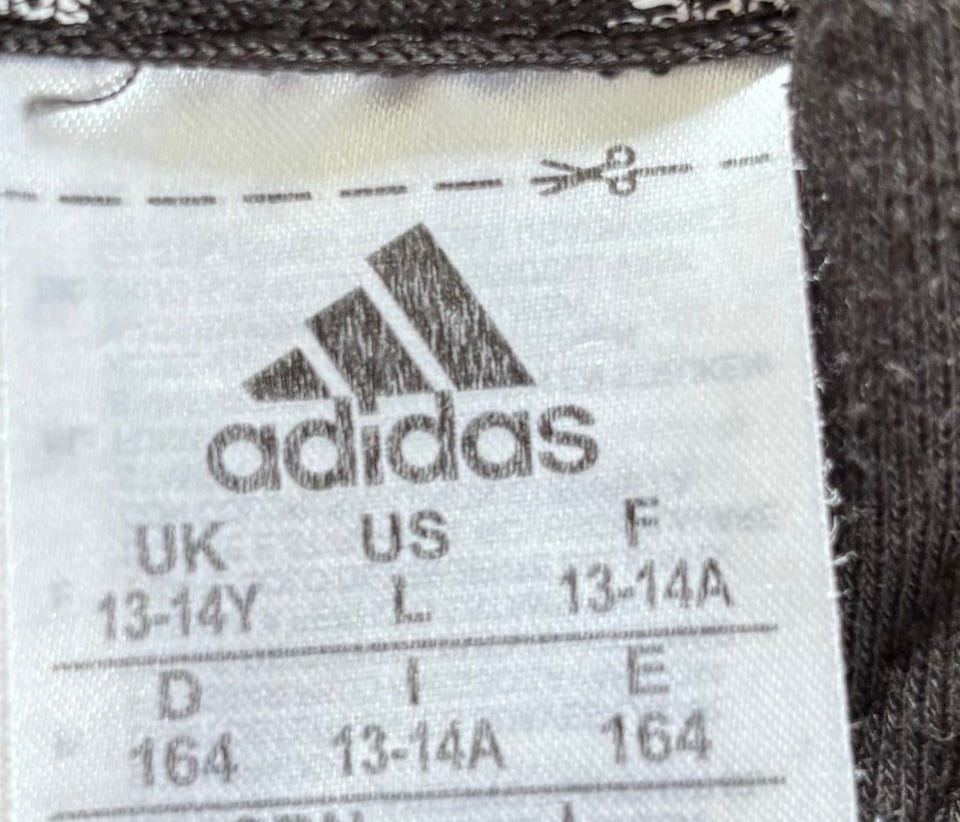 adidas
UK US F
13-14Y L 13-14A
D I E
164 13-14A 164